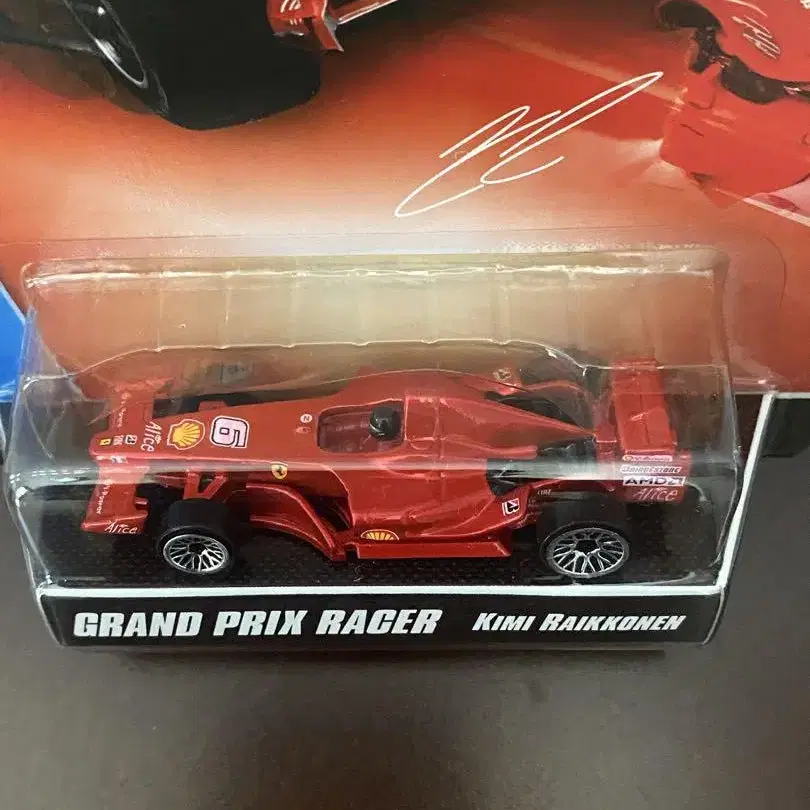 Alice
6
Alice
BRIDGESTONE
AMD
Alice
GRAND PRIX RACER KIMI RAIKKONEN